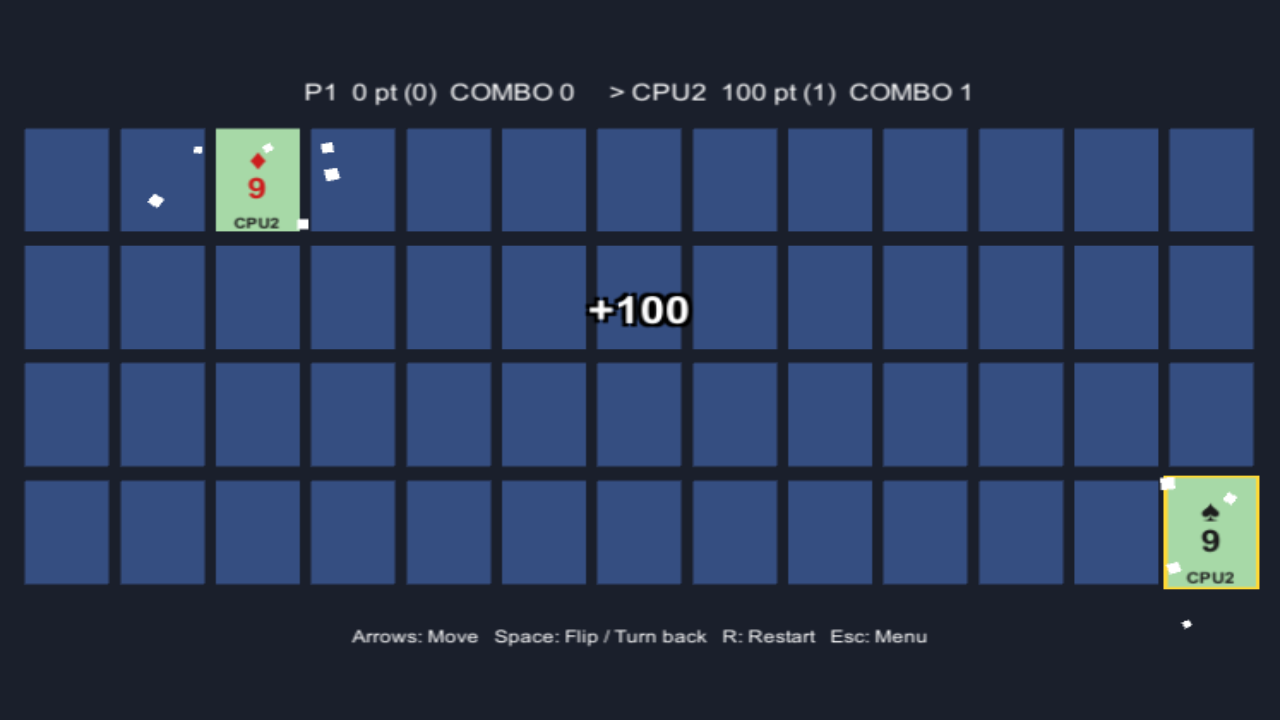 P1  0 pt (0)  COMBO 0    > CPU2  100 pt (1)  COMBO 1
♦
9
CPU2
+100
♠
9
CPU2
Arrows: Move  Space: Flip / Turn back  R: Restart  Esc: Menu